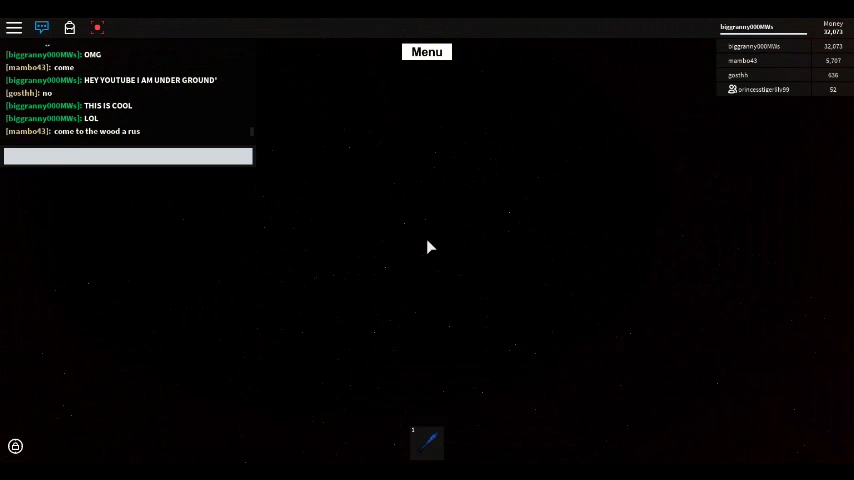 [biggranny000MWs]: OMG
[mambo43]: come
[biggranny000MWs]: HEY YOUTUBE I AM UNDER GROUND'
[gosthh]: no
[biggranny000MWs]: THIS IS COOL
[biggranny000MWs]: LOL
[mambo43]: come to the wood a rus
Menu
biggranny000MWs
Money
32,073
biggranny000MWs 32,073
mambo43 5,707
gosthh 636
princesstigerlily99 52
1